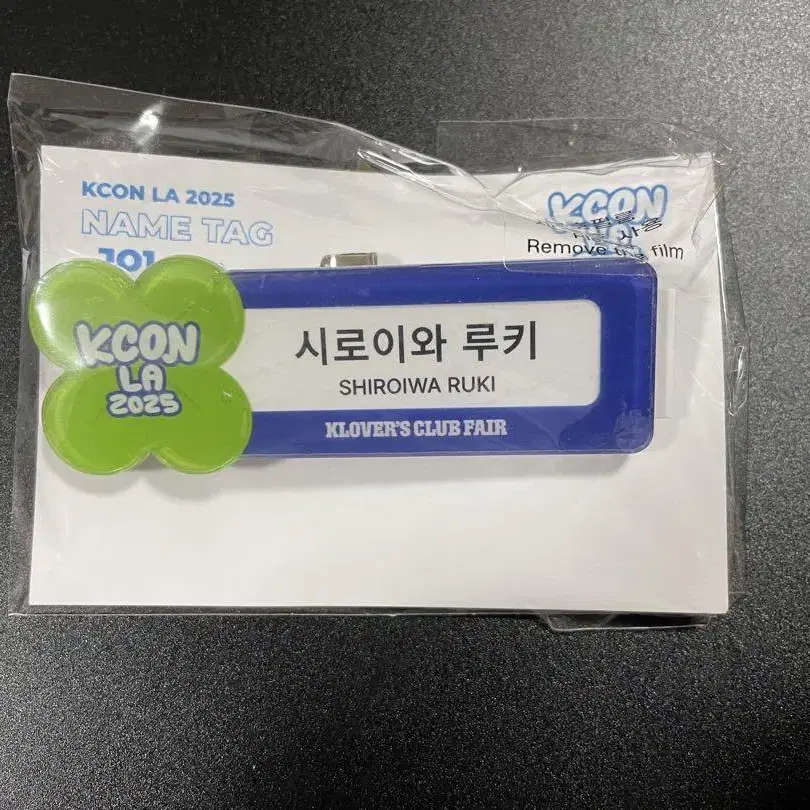 KCON LA 2025
NAME TAG
JO1
KCON
Remove the film
KCON
LA
2025
시로이와 루키
SHIROIWA RUKI
KLOVER'S CLUB FAIR